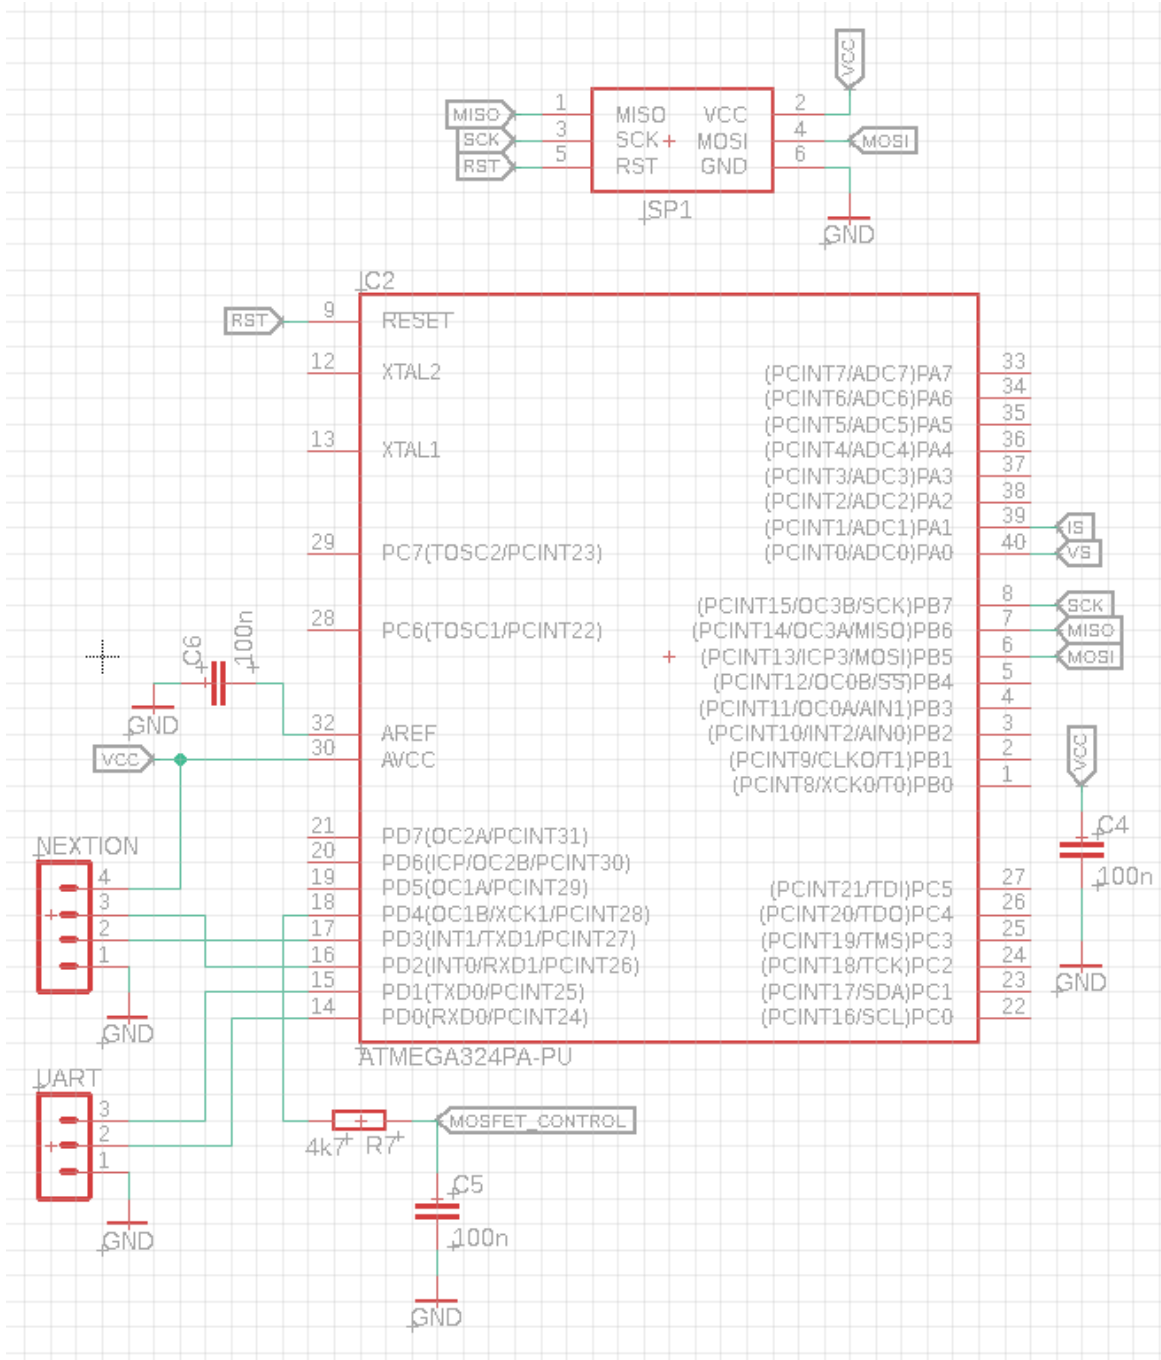 VCC
MISO 1 MISO VCC 2
SCK 3 SCK MOSI 4 MOSI
RST 5 RST GND 6
ISP1
GND
IC2
RST 9 RESET
12 XTAL2
(PCINT7/ADC7)PA7 33
(PCINT6/ADC6)PA6 34
(PCINT5/ADC5)PA5 35
13 XTAL1 (PCINT4/ADC4)PA4 36
(PCINT3/ADC3)PA3 37
(PCINT2/ADC2)PA2 38
(PCINT1/ADC1)PA1 39 IS
29 PC7(TOSC2/PCINT23) (PCINT0/ADC0)PA0 40 VS
(PCINT15/OC3B/SCK)PB7 8 SCK
28 PC6(TOSC1/PCINT22) (PCINT14/OC3A/MISO)PB6 7 MISO
C6 100n
(PCINT13/ICP3/MOSI)PB5 6 MOSI
(PCINT12/OC0B/SS)PB4 5
(PCINT11/OC0A/AIN1)PB3 4
GND
32 AREF (PCINT10/INT2/AIN0)PB2 3
VCC 30 AVCC (PCINT9/CLKO/T1)PB1 2
(PCINT8/XCK0/T0)PB0 1
VCC
C4
100n
GND
21 PD7(OC2A/PCINT31)
20 PD6(ICP/OC2B/PCINT30)
19 PD5(OC1A/PCINT29) (PCINT21/TDI)PC5 27
18 PD4(OC1B/XCK1/PCINT28) (PCINT20/TDO)PC4 26
17 PD3(INT1/TXD1/PCINT27) (PCINT19/TMS)PC3 25
16 PD2(INT0/RXD1/PCINT26) (PCINT18/TCK)PC2 24
15 PD1(TXD0/PCINT25) (PCINT17/SDA)PC1 23
14 PD0(RXD0/PCINT24) (PCINT16/SCL)PC0 22
ATMEGA324PA-PU
NEXTION
4
3
2
1
GND
UART
3
2
1
GND
4k7 R7 MOSFET_CONTROL
C5
100n
GND